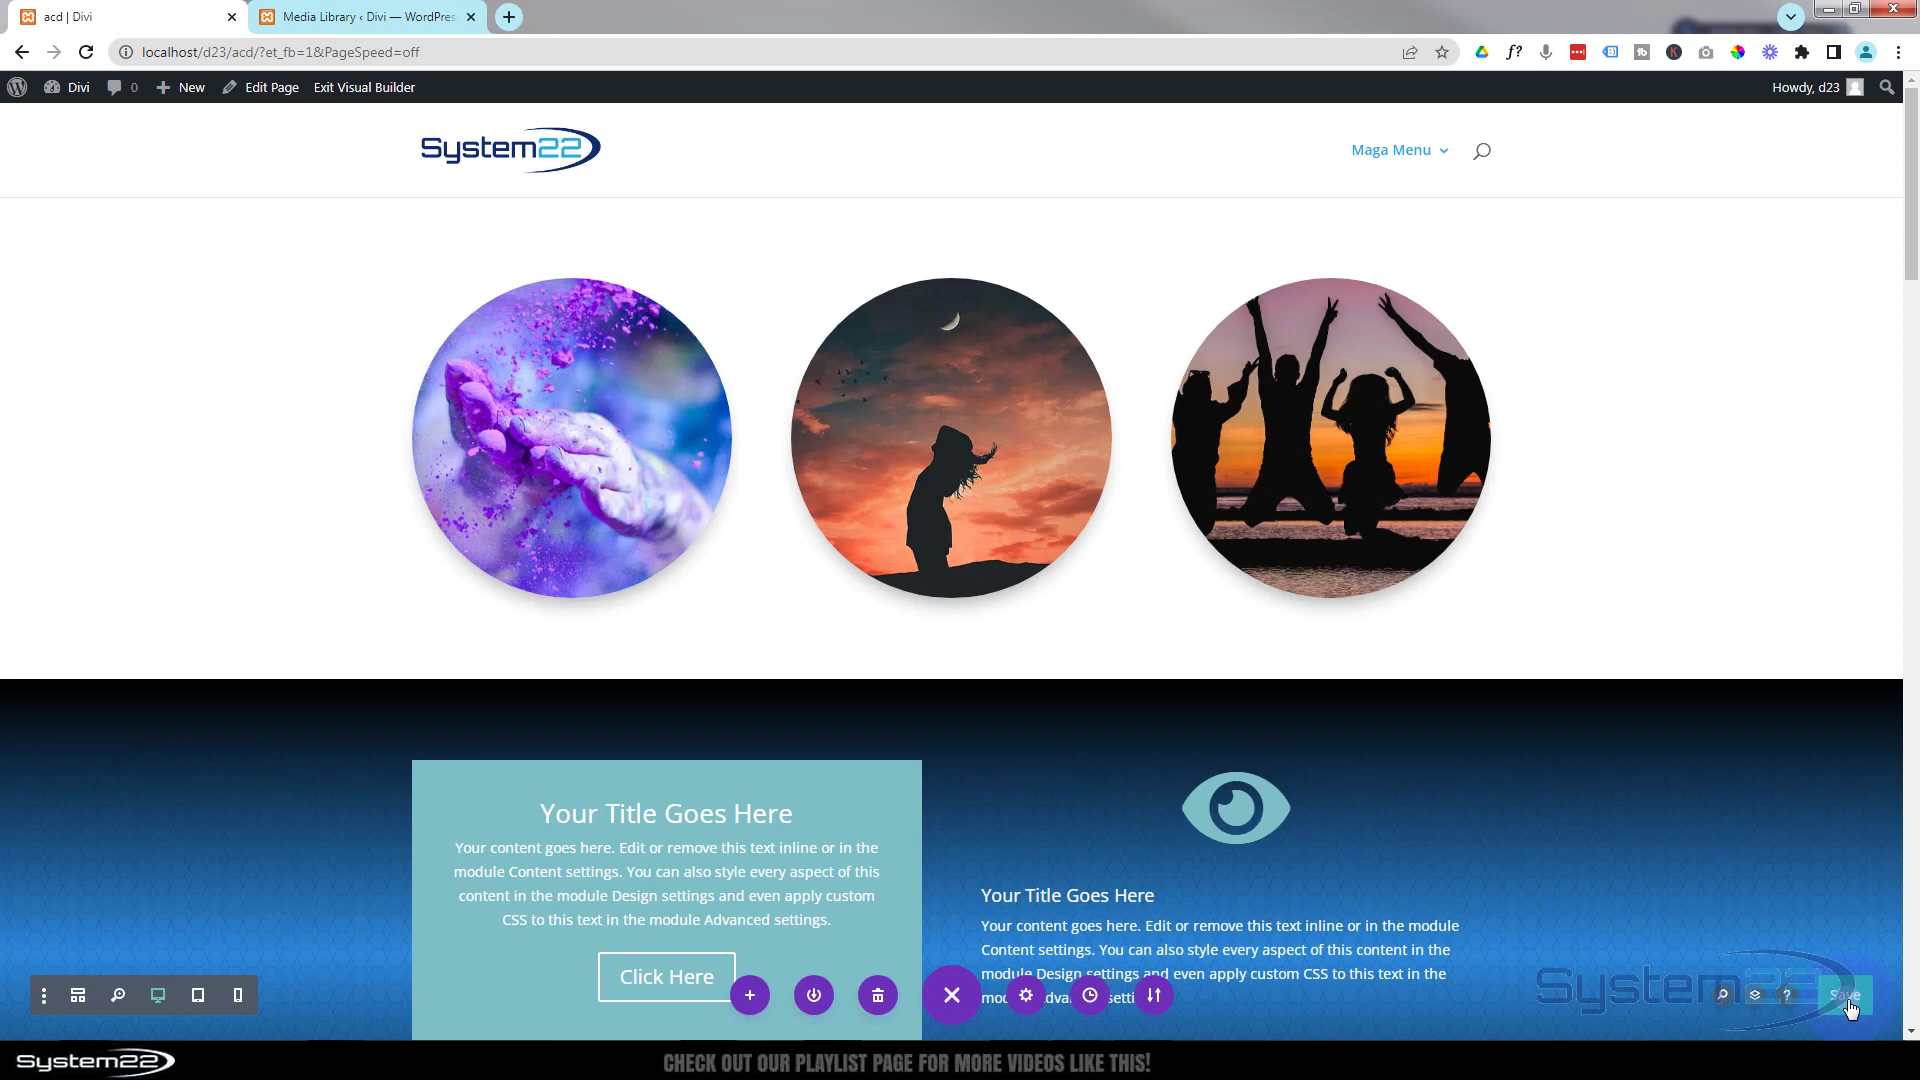 acd | Divi
Media Library ‹ Divi — WordPres
localhost/d23/acd/?et_fb=1&PageSpeed=off
Divi
0
New
Edit Page
Exit Visual Builder
Howdy, d23
System22
Maga Menu
Your Title Goes Here
Your content goes here. Edit or remove this text inline or in the
module Content settings. You can also style every aspect of this
content in the module Design settings and even apply custom
CSS to this text in the module Advanced settings.
Click Here
Your Title Goes Here
Your content goes here. Edit or remove this text inline or in the module
Content settings. You can also style every aspect of this content in the
module Design settings and even apply custom CSS to this text in the
System22
Save
System22
CHECK OUT OUR PLAYLIST PAGE FOR MORE VIDEOS LIKE THIS!